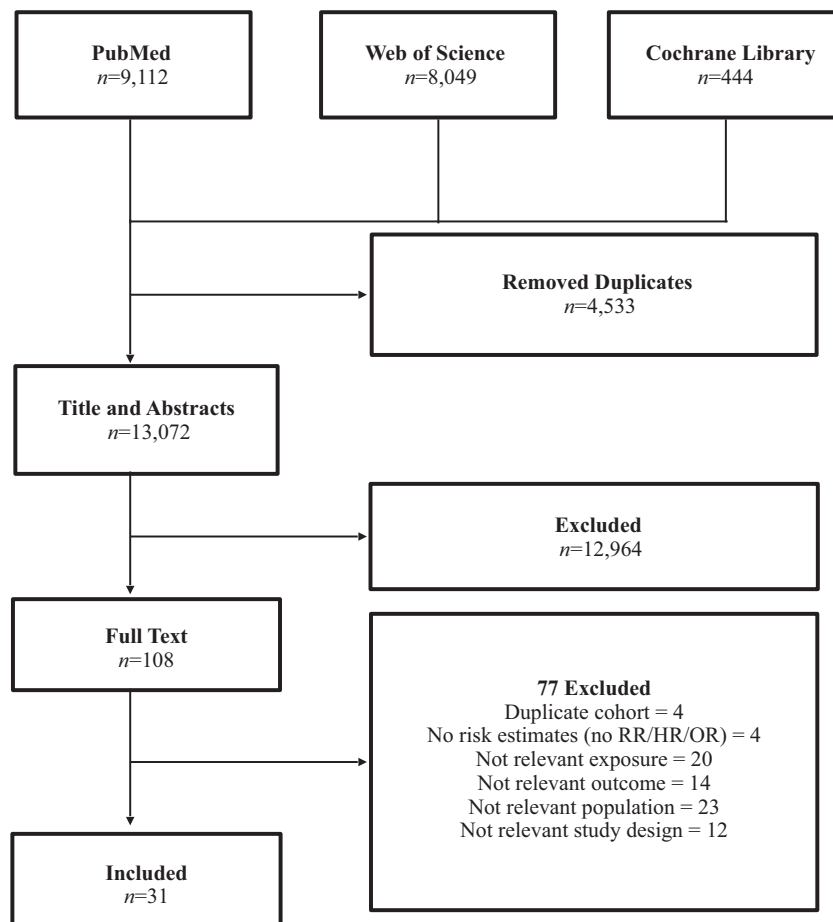 PubMed
n=9,112
Web of Science
n=8,049
Cochrane Library
n=444
Removed Duplicates
n=4,533
Title and Abstracts
n=13,072
Excluded
n=12,964
Full Text
n=108
77 Excluded
Duplicate cohort = 4
No risk estimates (no RR/HR/OR) = 4
Not relevant exposure = 20
Not relevant outcome = 14
Not relevant population = 23
Not relevant study design = 12
Included
n=31